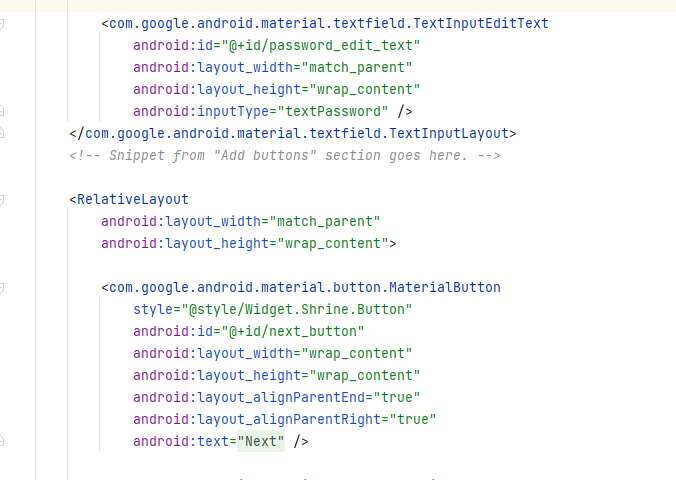 <com.google.android.material.textfield.TextInputEditText
android:id="@+id/password_edit_text"
android:layout_width="match_parent"
android:layout_height="wrap_content"
android:inputType="textPassword" />
</com.google.android.material.textfield.TextInputLayout>
<!-- Snippet from "Add buttons" section goes here. -->
<RelativeLayout
android:layout_width="match_parent"
android:layout_height="wrap_content">
<com.google.android.material.button.MaterialButton
style="@style/Widget.Shrine.Button"
android:id="@+id/next_button"
android:layout_width="wrap_content"
android:layout_height="wrap_content"
android:layout_alignParentEnd="true"
android:layout_alignParentRight="true"
android:text="Next" />